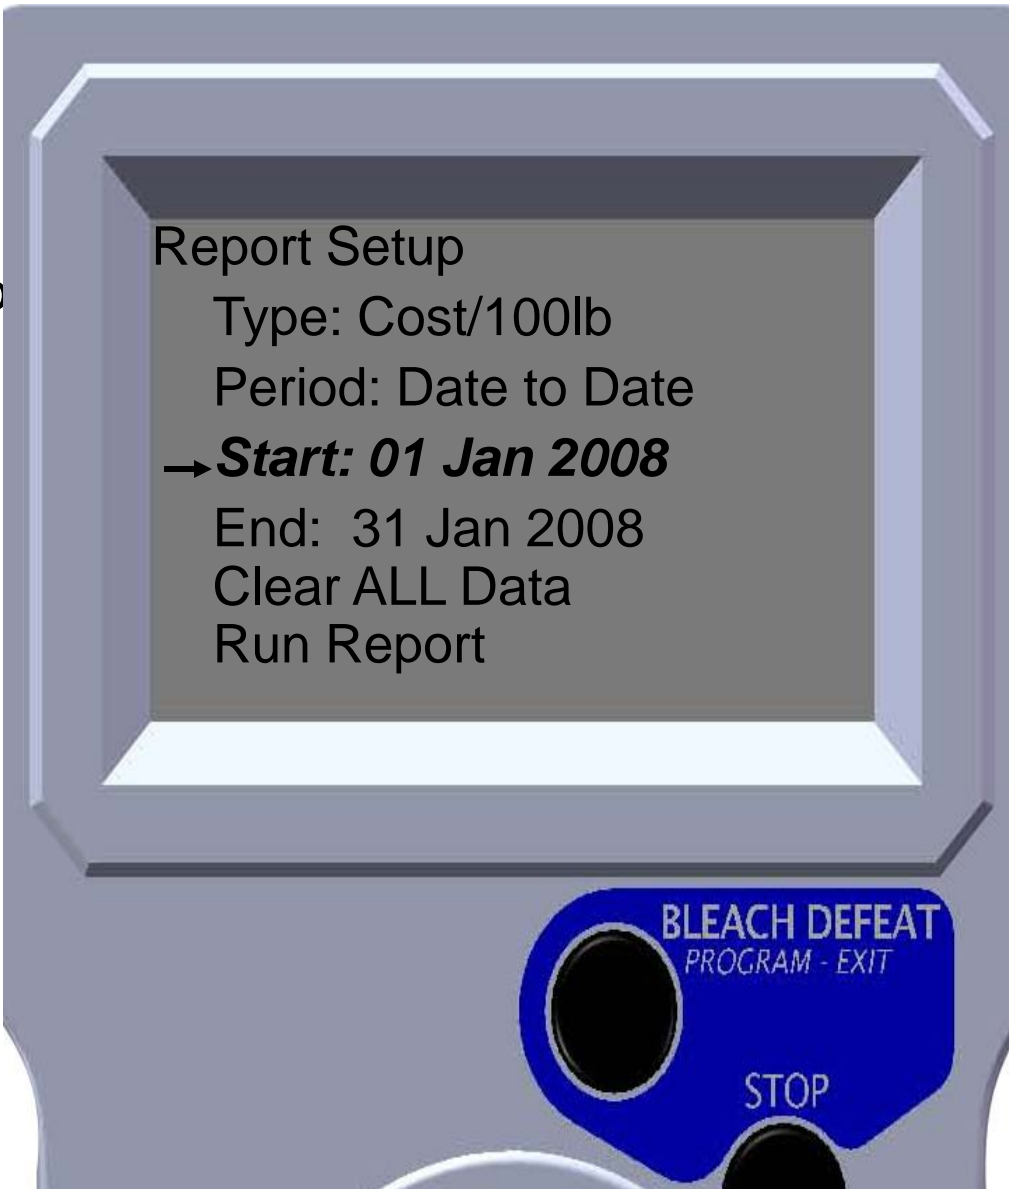 Report Setup
Type: Cost/100lb
Period: Date to Date
→Start: 01 Jan 2008
End: 31 Jan 2008
Clear ALL Data
Run Report
BLEACH DEFEAT
PROGRAM - EXIT
STOP